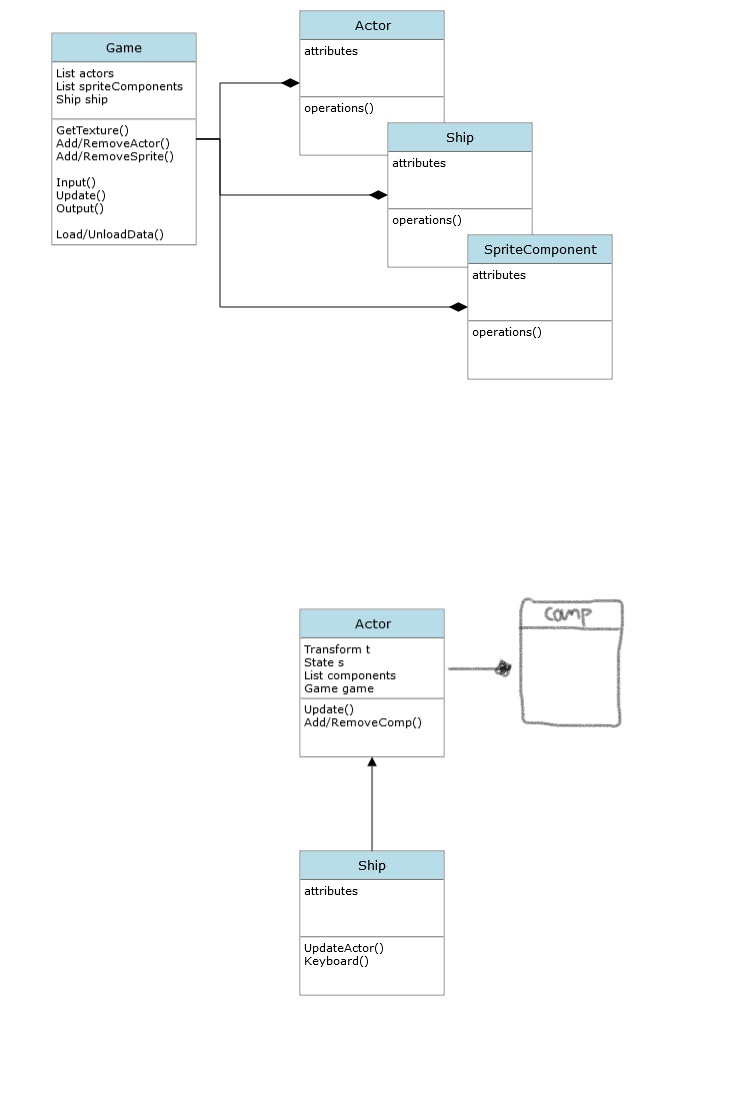 Game
List actors
List spriteComponents
Ship ship
GetTexture()
Add/RemoveActor()
Add/RemoveSprite()
Input()
Update()
Output()
Load/UnloadData()
Actor
attributes
operations()
Ship
attributes
operations()
SpriteComponent
attributes
operations()
Actor
Transform t
State s
List components
Game game
Update()
Add/RemoveComp()
comp
Ship
attributes
UpdateActor()
Keyboard()